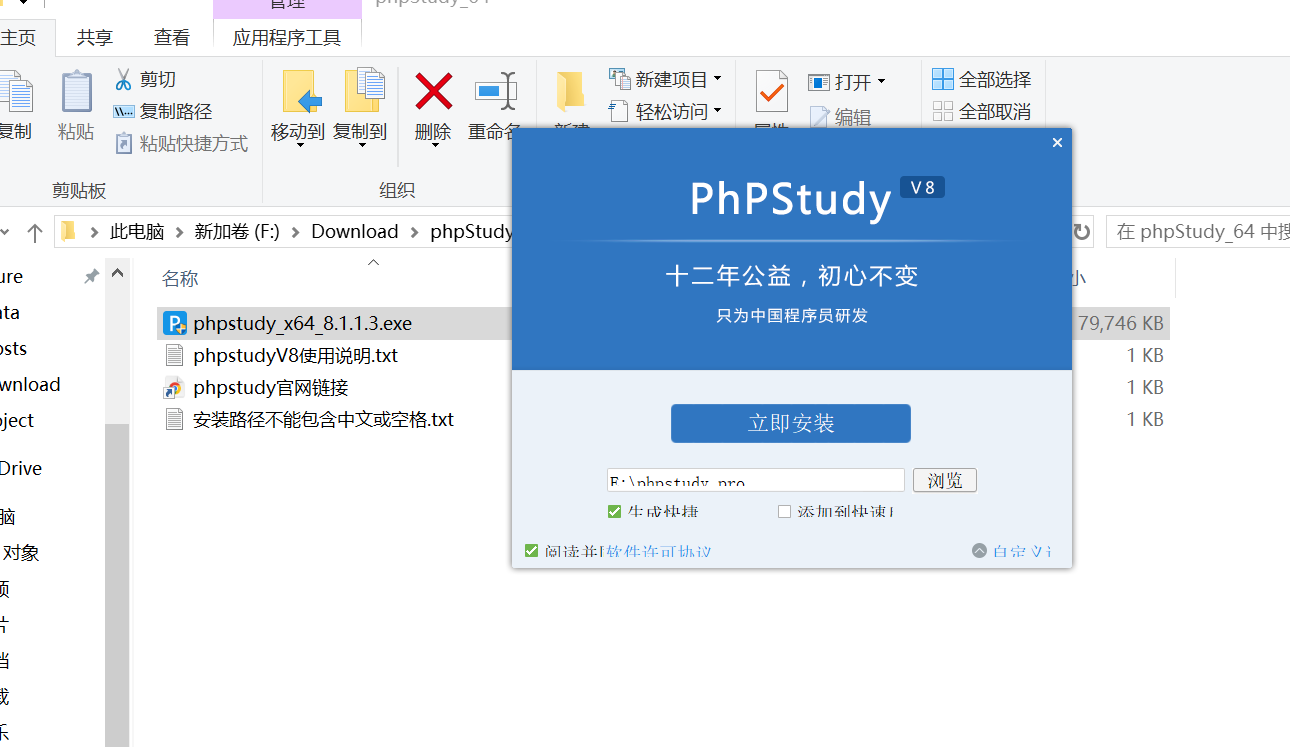 管理
phpstudy_64
主页
共享
查看
应用程序工具
复制
粘贴
剪切
复制路径
粘贴快捷方式
移动到
复制到
删除
重命名
新建
新建项目
轻松访问
属性
打开
编辑
全部选择
全部取消
剪贴板
组织
此电脑
新加卷 (F:)
Download
phpStudy
在 phpStudy_64 中搜
名称
小
phpstudy_x64_8.1.1.3.exe
79,746 KB
phpstudyV8使用说明.txt
1 KB
phpstudy官网链接
1 KB
安装路径不能包含中文或空格.txt
1 KB
ure
ata
osts
wnload
ject
Drive
脑
对象
频
片
档
载
乐
PhPStudy
V8
十二年公益，初心不变
只为中国程序员研发
立即安装
F:\phpstudy_pro
浏览
生成快捷
添加到快速
阅读并同
软件许可协议
自定义